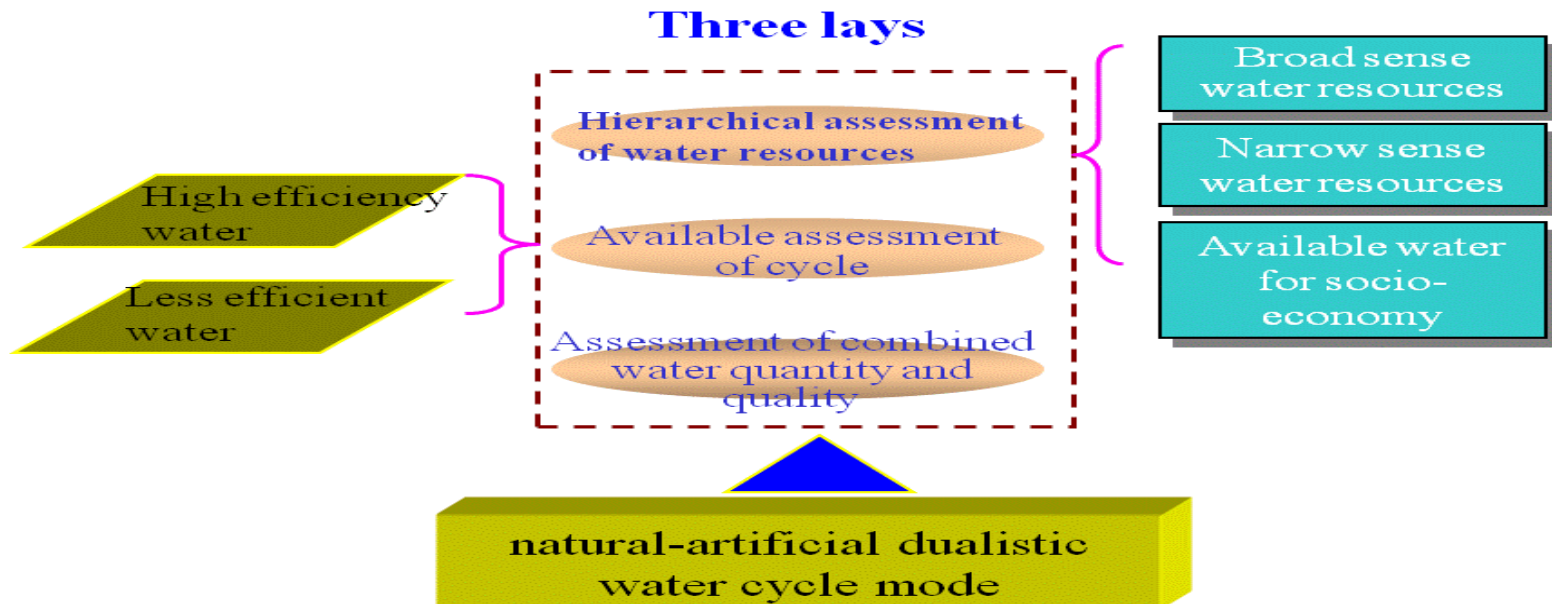 Three lays
Hierarchical assessment
of water resources
Available assessment
of cycle
Assessment of combined
water quantity and
quality
High efficiency
water
Less efficient
water
Broad sense
water resources
Narrow sense
water resources
Available water
for socio-
economy
natural-artificial dualistic
water cycle mode